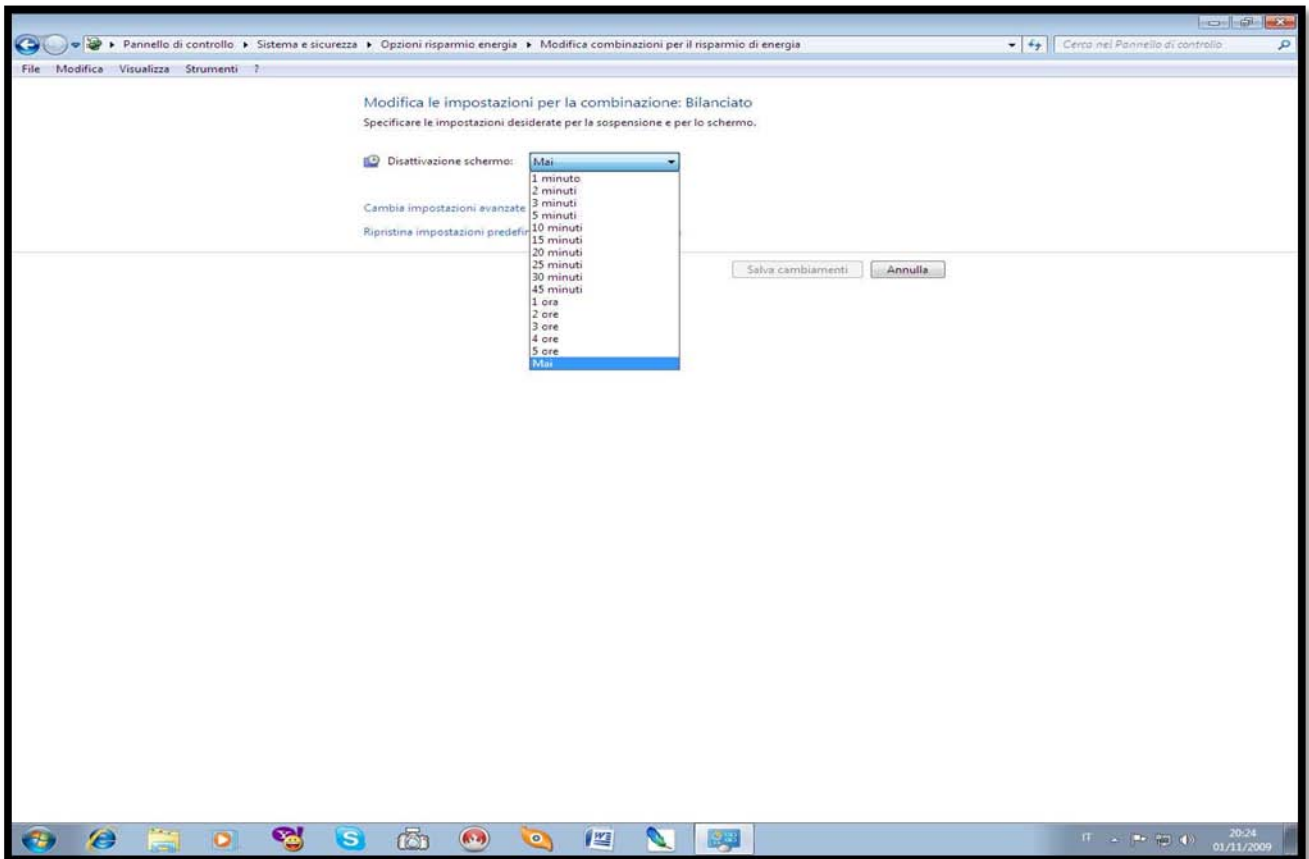 Pannello di controllo ▸ Sistema e sicurezza ▸ Opzioni risparmio energia ▸ Modifica combinazioni per il risparmio di energia
Cerca nel Pannello di controllo
File Modifica Visualizza Strumenti ?
Modifica le impostazioni per la combinazione: Bilanciato
Specificare le impostazioni desiderate per la sospensione e per lo schermo.
Disattivazione schermo: Mai
1 minuto
2 minuti
3 minuti
5 minuti
10 minuti
15 minuti
20 minuti
25 minuti
30 minuti
45 minuti
1 ora
2 ore
3 ore
4 ore
5 ore
Mai
Cambia impostazioni avanzate
Ripristina impostazioni predefin
Salva cambiamenti Annulla
IT
20:24
01/11/2009